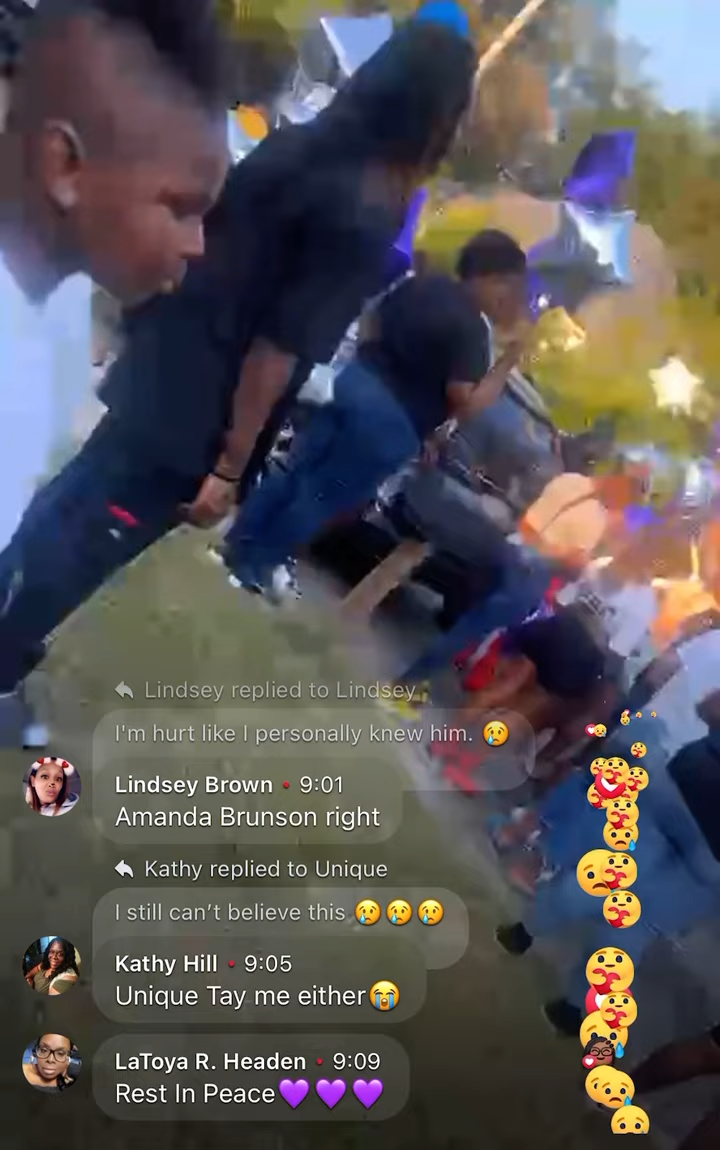 Lindsey replied to Lindsey
I'm hurt like I personally knew him. 😢
Lindsey Brown • 9:01
Amanda Brunson right
Kathy replied to Unique
I still can't believe this 😢😢😢
Kathy Hill • 9:05
Unique Tay me either😭
LaToya R. Headen • 9:09
Rest In Peace💜💜💜